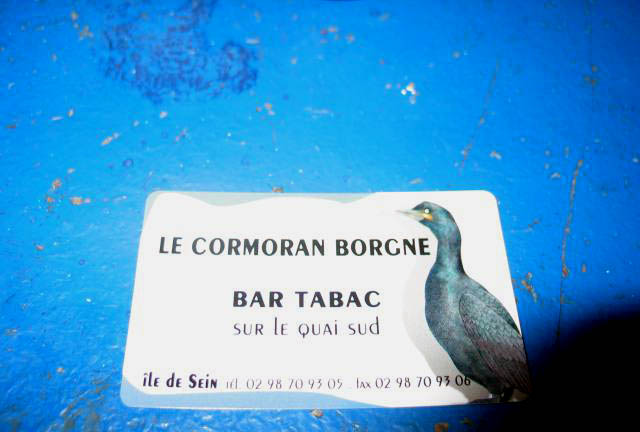 LE CORMORAN BORGNE
BAR TABAC
SUR lE QUAI SUd
îlE dE SEiN TÉl. 02 98 70 93 05 . fAX 02 98 70 93 06